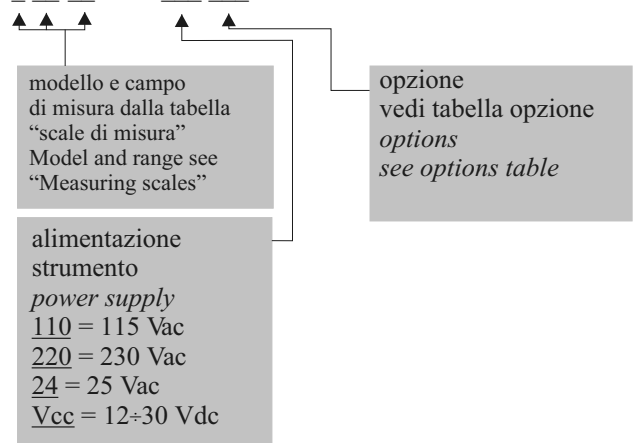 modello e campo
di misura dalla tabella
“scale di misura”
Model and range see
“Measuring scales”
opzione
vedi tabella opzione
options
see options table
alimentazione
strumento
power supply
110 = 115 Vac
220 = 230 Vac
24 = 25 Vac
Vcc = 12÷30 Vdc